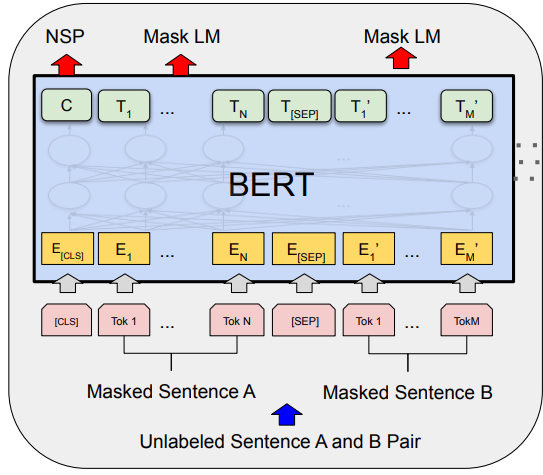 NSP Mask LM Mask LM
C T1 ... TN T[SEP] T1’ ... TM’
...
BERT
...
E[CLS] E1 ... EN E[SEP] E1’ ... EM’
[CLS] Tok 1 ... Tok N [SEP] Tok 1 ... TokM
Masked Sentence A Masked Sentence B
Unlabeled Sentence A and B Pair